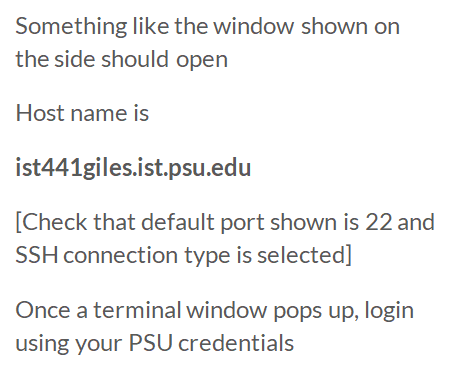 Something like the window shown on
the side should open
Host name is
ist441giles.ist.psu.edu
[Check that default port shown is 22 and
SSH connection type is selected]
Once a terminal window pops up, login
using your PSU credentials